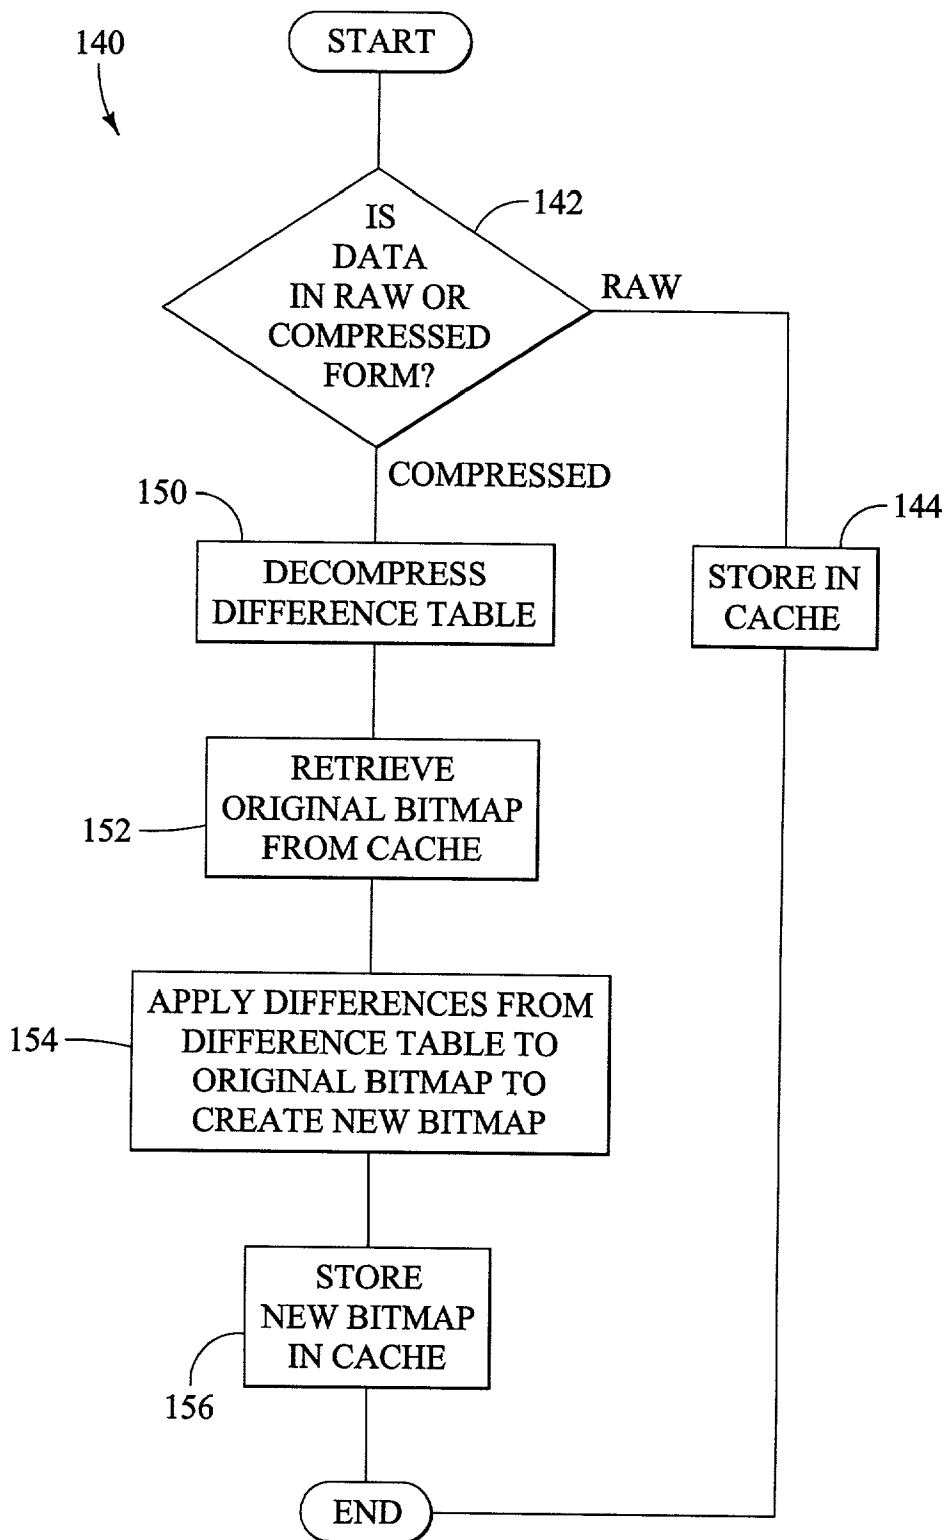 140
START
142
IS
DATA
IN RAW OR
COMPRESSED
FORM?
RAW
COMPRESSED
150
DECOMPRESS
DIFFERENCE TABLE
144
STORE IN
CACHE
152
RETRIEVE
ORIGINAL BITMAP
FROM CACHE
154
APPLY DIFFERENCES FROM
DIFFERENCE TABLE TO
ORIGINAL BITMAP TO
CREATE NEW BITMAP
STORE
NEW BITMAP
IN CACHE
156
END